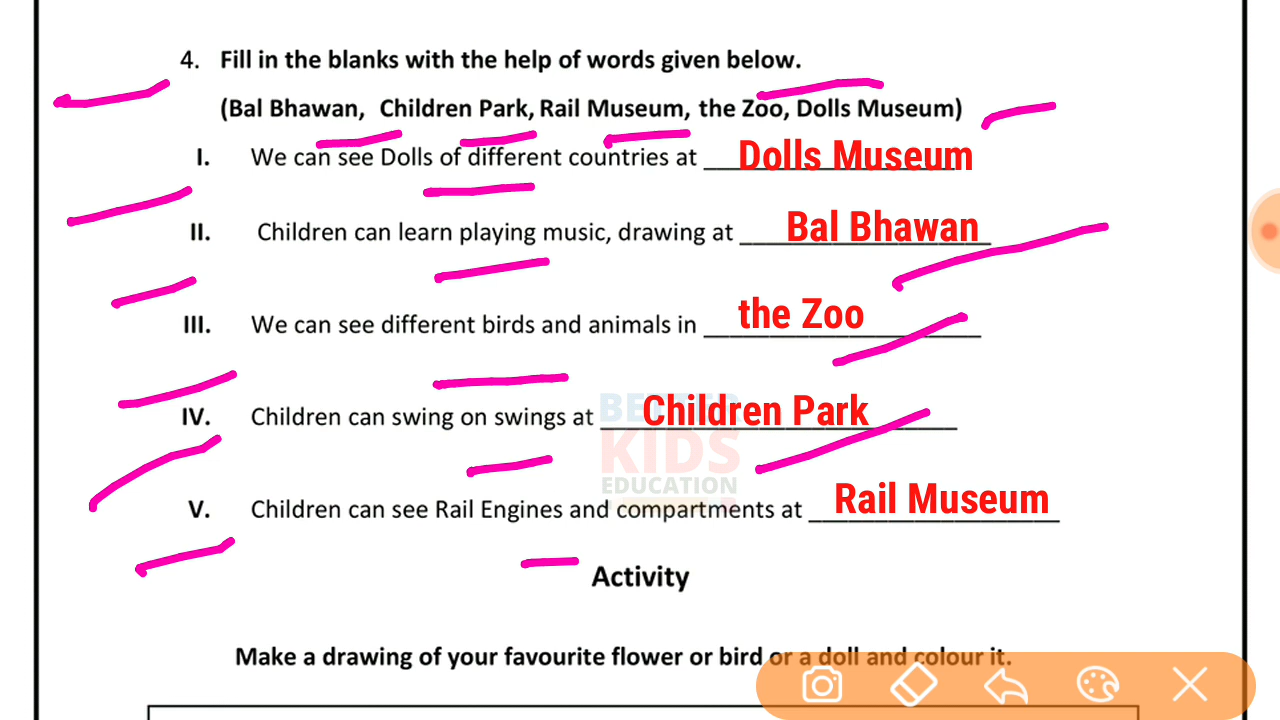 4. Fill in the blanks with the help of words given below.
(Bal Bhawan, Children Park, Rail Museum, the Zoo, Dolls Museum)
I. We can see Dolls of different countries at Dolls Museum
II. Children can learn playing music, drawing at Bal Bhawan
III. We can see different birds and animals in the Zoo
IV. Children can swing on swings at Children Park
BETTER
KIDS
EDUCATION
V. Children can see Rail Engines and compartments at Rail Museum
Activity
Make a drawing of your favourite flower or bird or a doll and colour it.